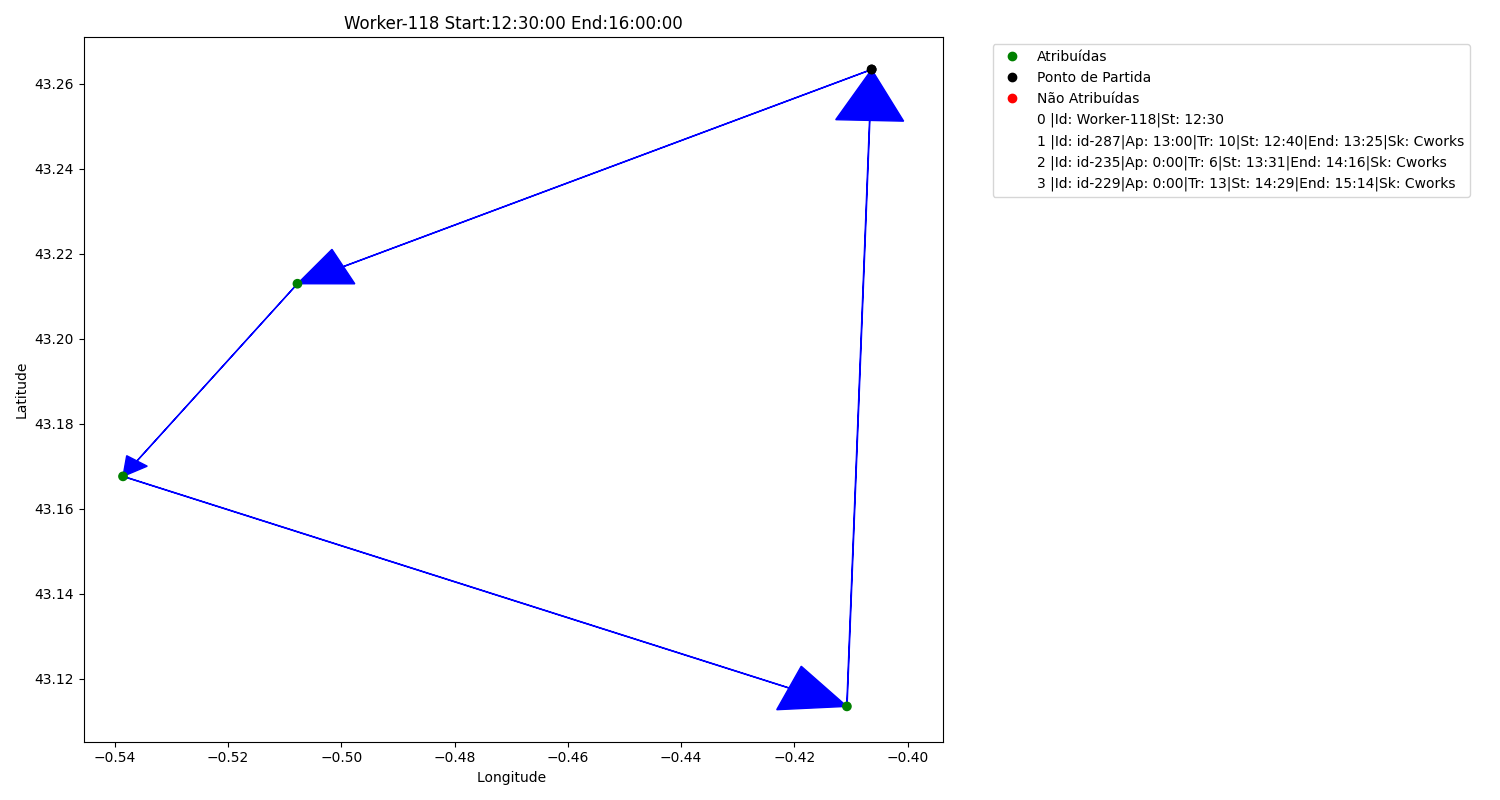 Worker-118 Start:12:30:00 End:16:00:00
Atribuídas
Ponto de Partida
Não Atribuídas
0 |Id: Worker-118|St: 12:30
1 |Id: id-287|Ap: 13:00|Tr: 10|St: 12:40|End: 13:25|Sk: Cworks
2 |Id: id-235|Ap: 0:00|Tr: 6|St: 13:31|End: 14:16|Sk: Cworks
3 |Id: id-229|Ap: 0:00|Tr: 13|St: 14:29|End: 15:14|Sk: Cworks
Latitude
43.26
43.24
43.22
43.20
43.18
43.16
43.14
43.12
−0.54 −0.52 −0.50 −0.48 −0.46 −0.44 −0.42 −0.40
Longitude